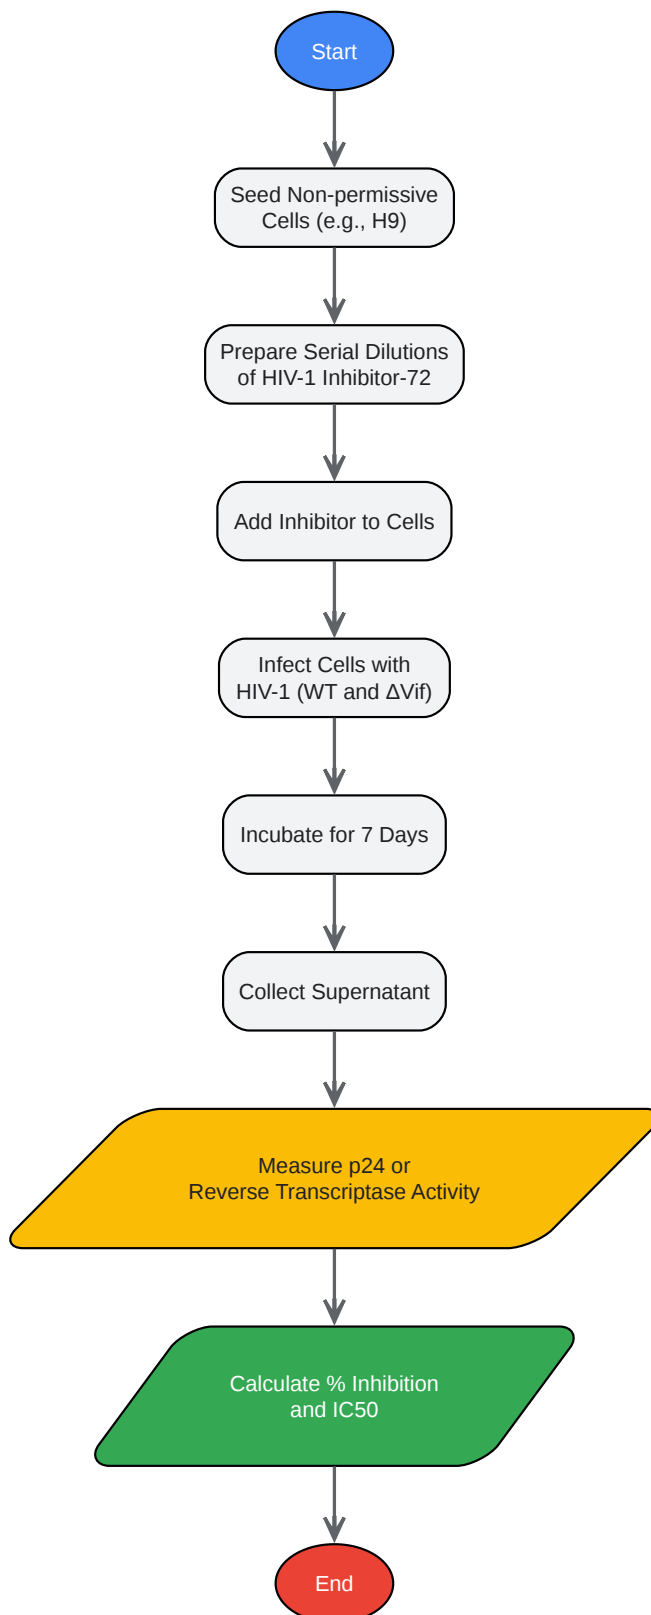 Start
Seed Non-permissive
Cells (e.g., H9)
Prepare Serial Dilutions
of HIV-1 Inhibitor-72
Add Inhibitor to Cells
Infect Cells with
HIV-1 (WT and ΔVif)
Incubate for 7 Days
Collect Supernatant
Measure p24 or
Reverse Transcriptase Activity
Calculate % Inhibition
and IC50
End